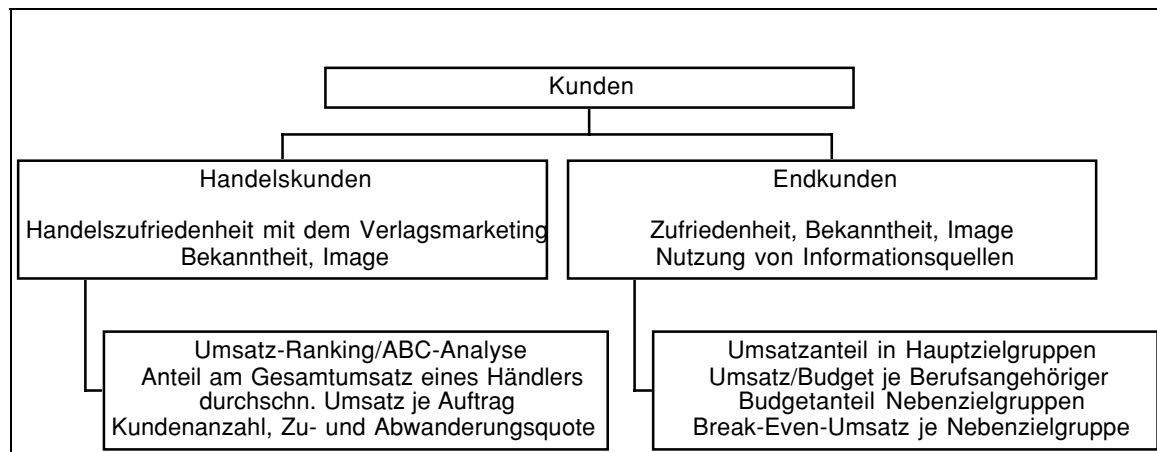 Kunden
Handelskunden
Handelszufriedenheit mit dem Verlagsmarketing
Bekanntheit, Image
Endkunden
Zufriedenheit, Bekanntheit, Image
Nutzung von Informationsquellen
Umsatz-Ranking/ABC-Analyse
Anteil am Gesamtumsatz eines Händlers
durchschn. Umsatz je Auftrag
Kundenanzahl, Zu- und Abwanderungsquote
Umsatzanteil in Hauptzielgruppen
Umsatz/Budget je Berufsangehöriger
Budgetanteil Nebenzielgruppen
Break-Even-Umsatz je Nebenzielgruppe